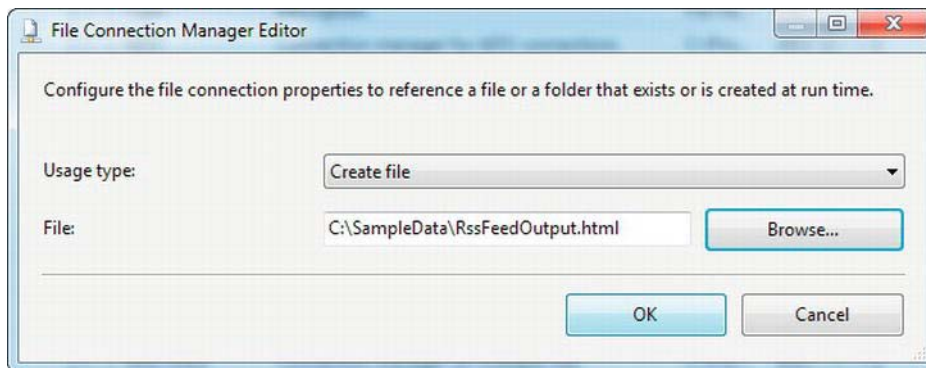 File Connection Manager Editor
Configure the file connection properties to reference a file or a folder that exists or is created at run time.
Usage type:
Create file
File:
C:\SampleData\RssFeedOutput.html
Browse...
OK
Cancel